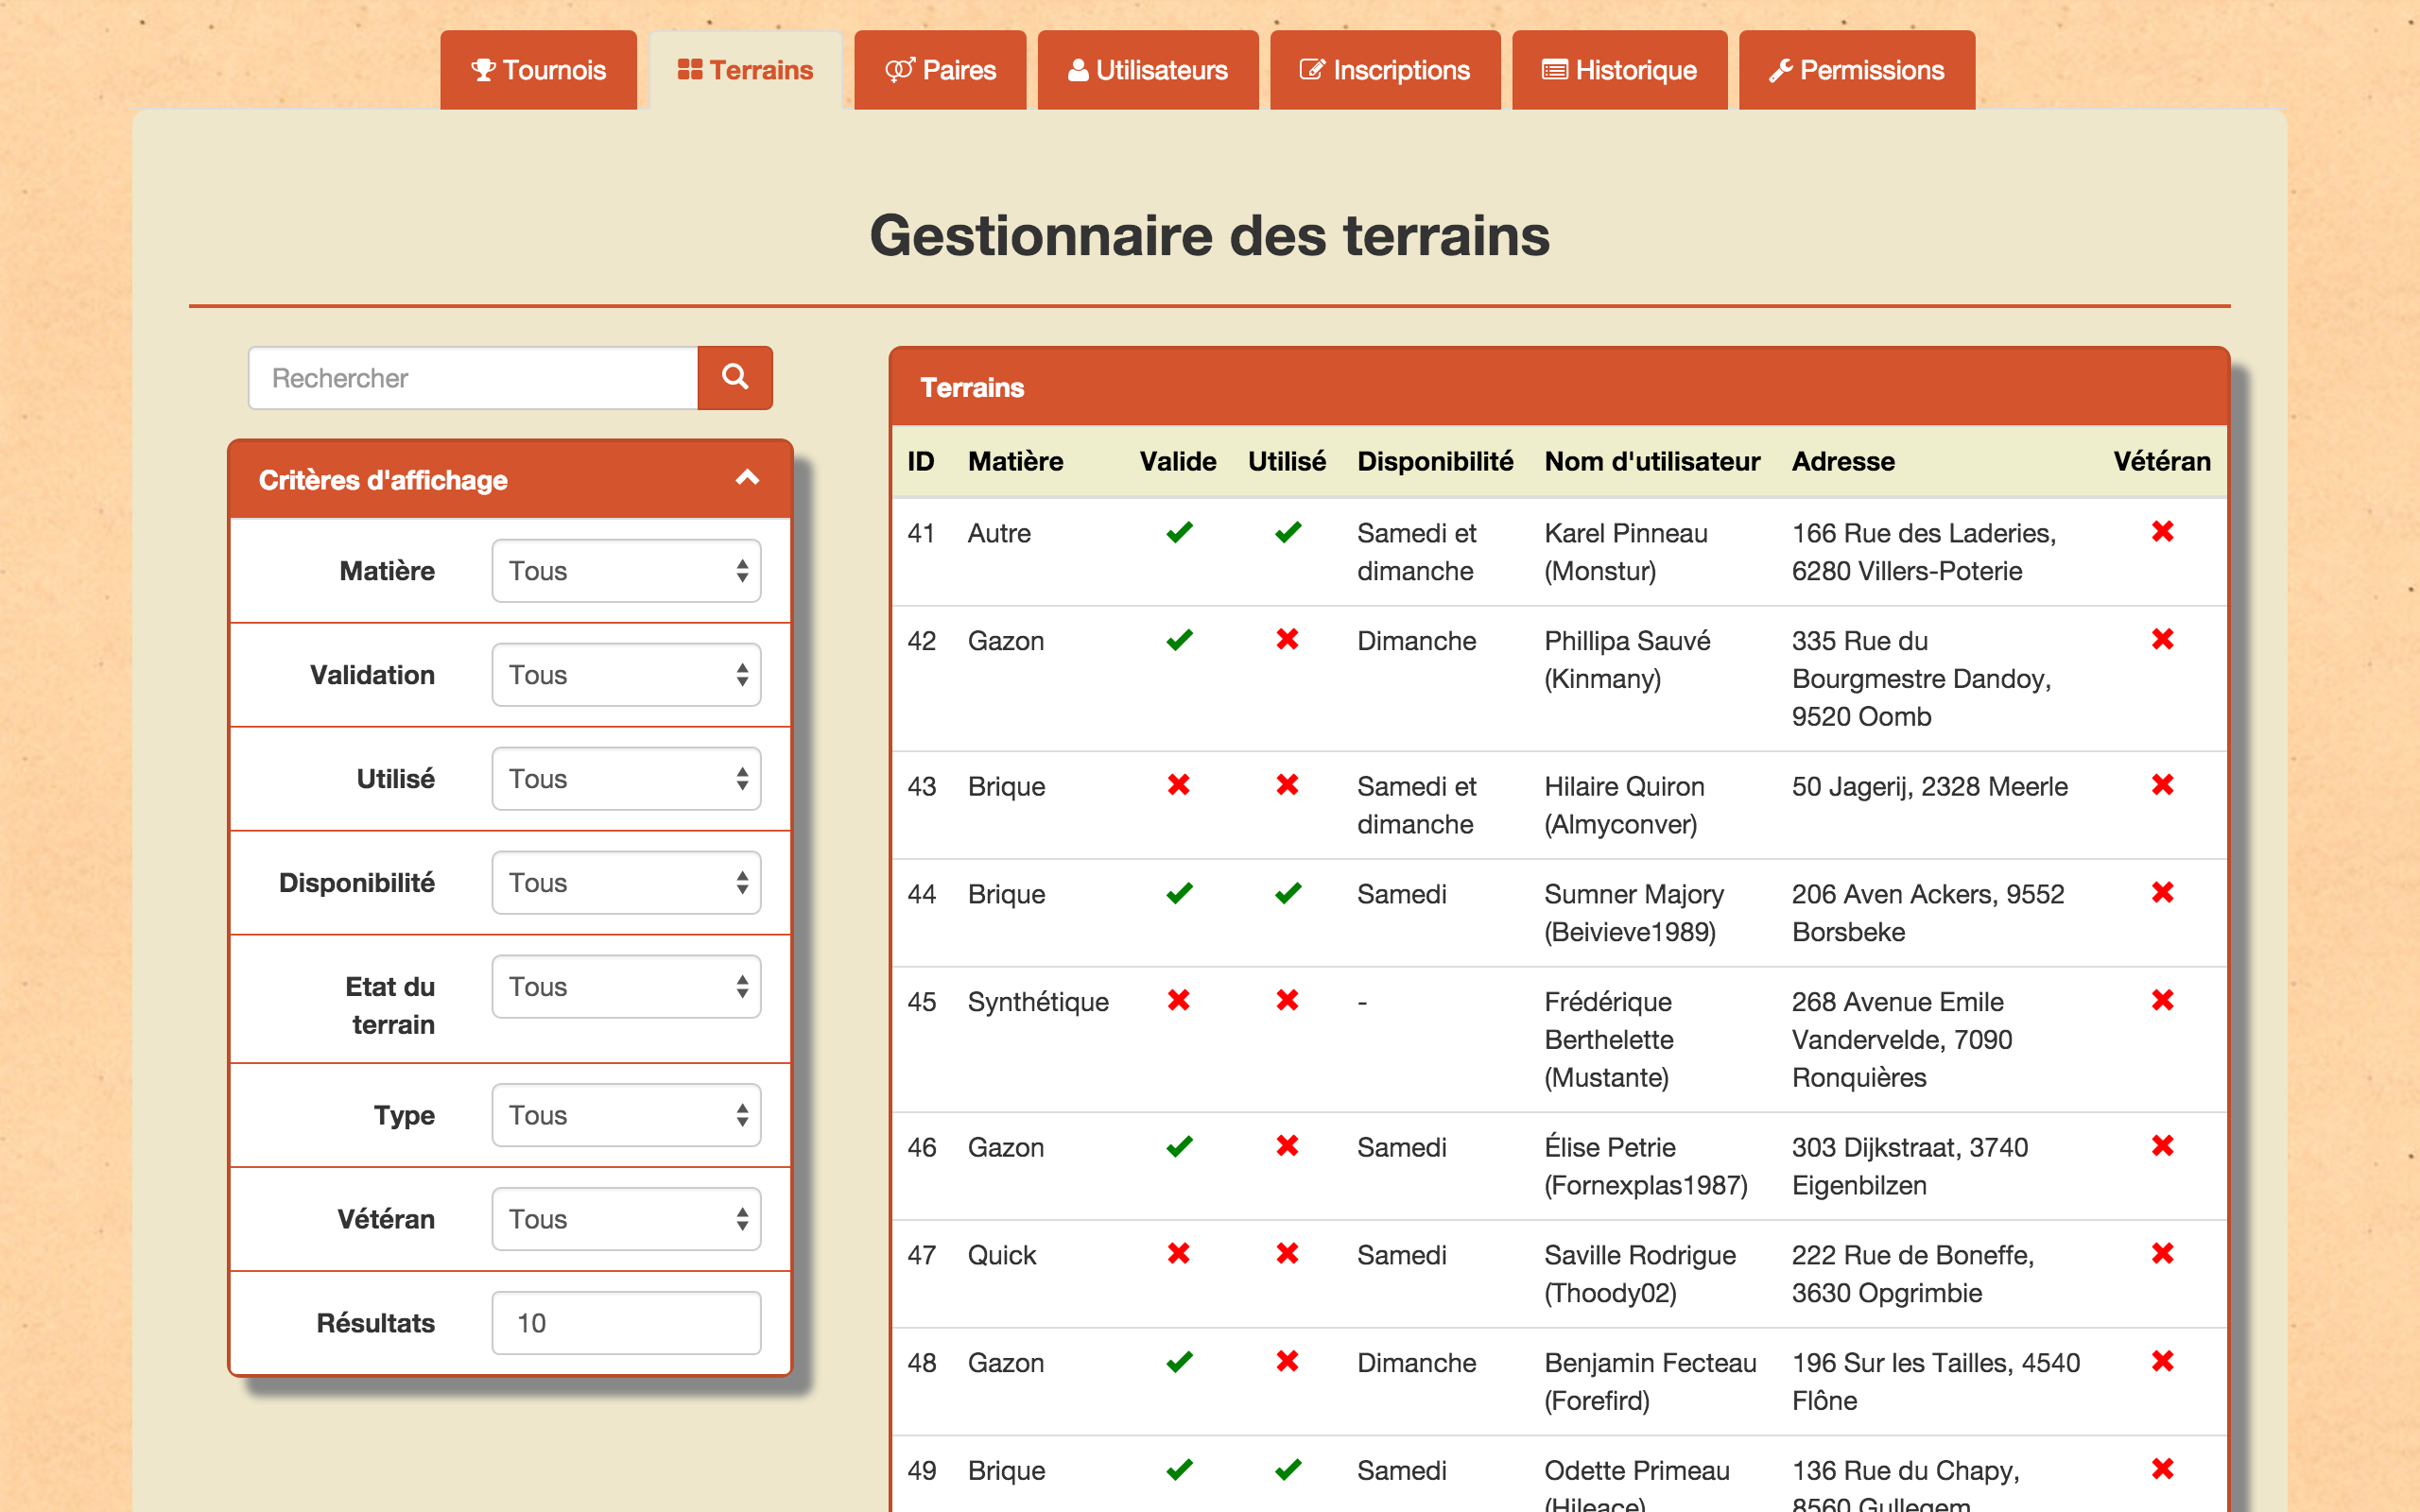 Tournois
Terrains
Paires
Utilisateurs
Inscriptions
Historique
Permissions
Gestionnaire des terrains
Rechercher
Critères d'affichage
Matière Tous
Validation Tous
Utilisé Tous
Disponibilité Tous
Etat du Tous
terrain
Type Tous
Vétéran Tous
Résultats 10
Terrains
ID Matière Valide Utilisé Disponibilité Nom d'utilisateur Adresse Vétéran
41 Autre Samedi et Karel Pinneau 166 Rue des Laderies,
dimanche (Monstur) 6280 Villers-Poterie
42 Gazon Dimanche Phillipa Sauvé 335 Rue du
(Kinmany) Bourgmestre Dandoy,
9520 Oomb
43 Brique Samedi et Hilaire Quiron 50 Jagerij, 2328 Meerle
dimanche (Almyconver)
44 Brique Samedi Sumner Majory 206 Aven Ackers, 9552
(Beivieve1989) Borsbeke
45 Synthétique - Frédérique 268 Avenue Emile
Berthelette Vandervelde, 7090
(Mustante) Ronquières
46 Gazon Samedi Élise Petrie 303 Dijkstraat, 3740
(Fornexplas1987) Eigenbilzen
47 Quick Samedi Saville Rodrigue 222 Rue de Boneffe,
(Thoody02) 3630 Opgrimbie
48 Gazon Dimanche Benjamin Fecteau 196 Sur les Tailles, 4540
(Forefird) Flône
49 Brique Samedi Odette Primeau 136 Rue du Chapy,
(Hileace) 8560 Gullegem